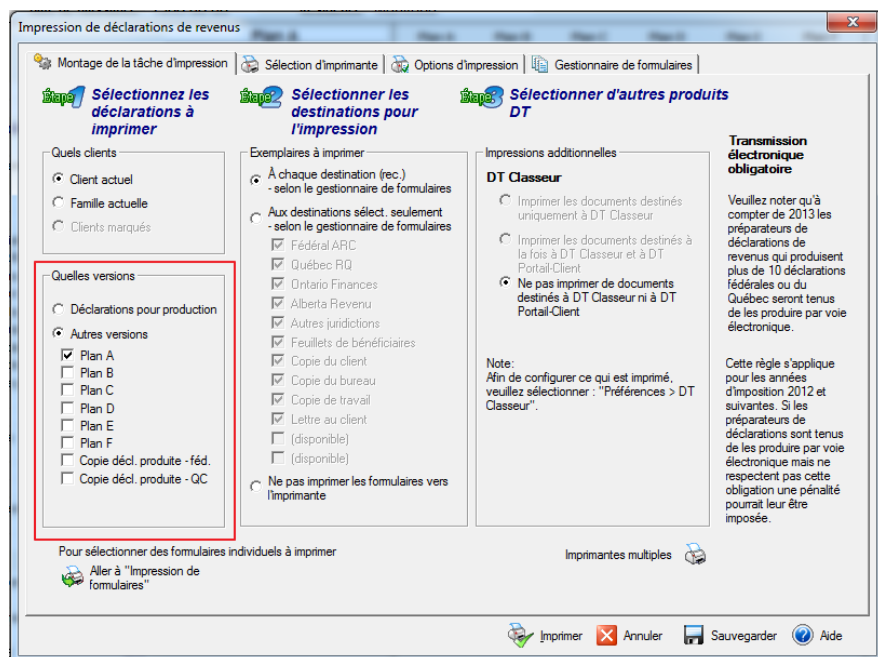 Impression de déclarations de revenus
Montage de la tâche d'impression
Sélection d'imprimante
Options d'impression
Gestionnaire de formulaires
Étape 1
Sélectionnez les
déclarations à
imprimer
Quels clients
Client actuel
Famille actuelle
Clients marqués
Quelles versions
Déclarations pour production
Autres versions
Plan A
Plan B
Plan C
Plan D
Plan E
Plan F
Copie décl. produite - féd.
Copie décl. produite - QC
Étape 2
Sélectionner les
destinations pour
l'impression
Exemplaires à imprimer
À chaque destination (rec.)
- selon le gestionnaire de formulaires
Aux destinations sélect. seulement
- selon le gestionnaire de formulaires
Fédéral ARC
Québec RQ
Ontario Finances
Alberta Revenu
Autres juridictions
Feuillets de bénéficiaires
Copie du client
Copie du bureau
Copie de travail
Lettre au client
(disponible)
(disponible)
Ne pas imprimer les formulaires vers
l'imprimante
Étape 3
Sélectionner d'autres produits
DT
Impressions additionnelles
DT Classeur
Imprimer les documents destinés
uniquement à DT Classeur
Imprimer les documents destinés à
la fois à DT Classeur et à DT
Portail-Client
Ne pas imprimer de documents
destinés à DT Classeur ni à DT
Portail-Client
Note:
Afin de configurer ce qui est imprimé,
veuillez sélectionner : "Préférences > DT
Classeur".
Transmission
électronique
obligatoire
Veuillez noter qu'à
compter de 2013 les
préparateurs de
déclarations de
revenus qui produisent
plus de 10 déclarations
fédérales ou du
Québec seront tenus
de les produire par voie
électronique.
Cette règle s'applique
pour les années
d'imposition 2012 et
suivantes. Si les
préparateurs de
déclarations sont tenus
de les produire par voie
électronique mais ne
respectent pas cette
obligation une pénalité
pourrait leur être
imposée.
Pour sélectionner des formulaires individuels à imprimer
Aller à "Impression de
formulaires"
Imprimantes multiples
Imprimer
Annuler
Sauvegarder
Aide